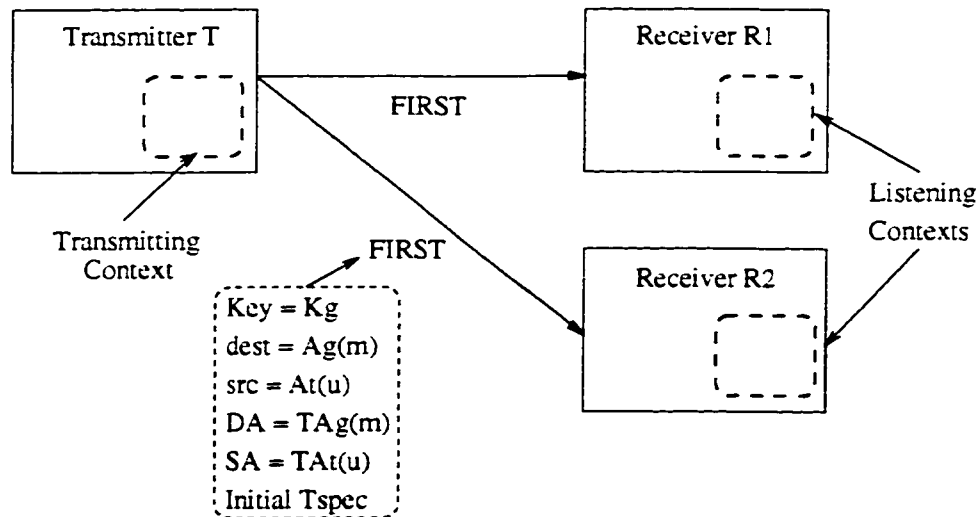 Transmitter T
Receiver R1
FIRST
Listening
Contexts
Transmitting
Context
FIRST
Receiver R2
Key = Kg
dest = Ag(m)
src = At(u)
DA = TAg(m)
SA = TAt(u)
Initial Tspec